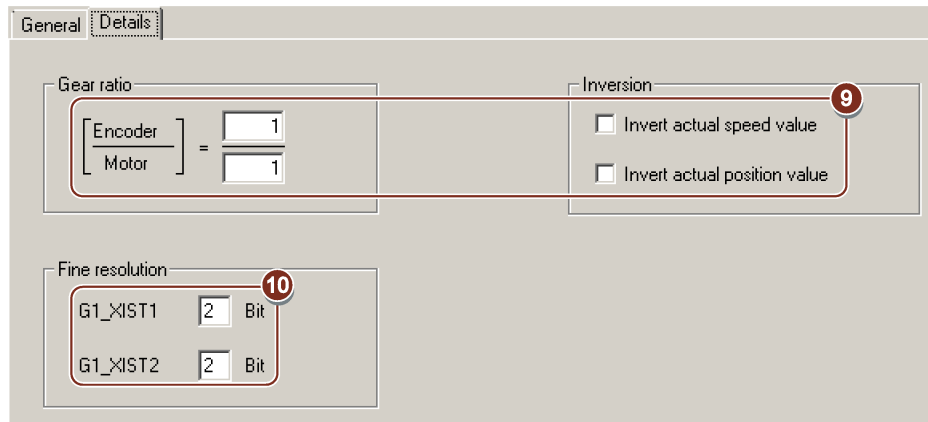 General Details
Gear ratio
Encoder
Motor
=
1
1
Inversion
9
Invert actual speed value
Invert actual position value
Fine resolution
10
G1_XIST1 2 Bit
G1_XIST2 2 Bit